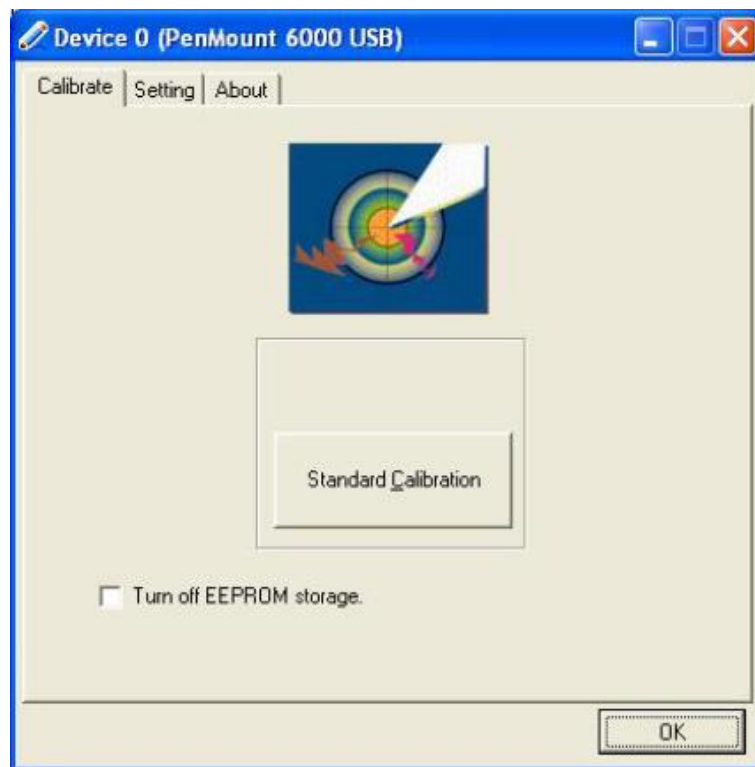 Device 0 (PenMount 6000 USB)
Calibrate Setting About
Standard Calibration
Turn off EEPROM storage.
OK